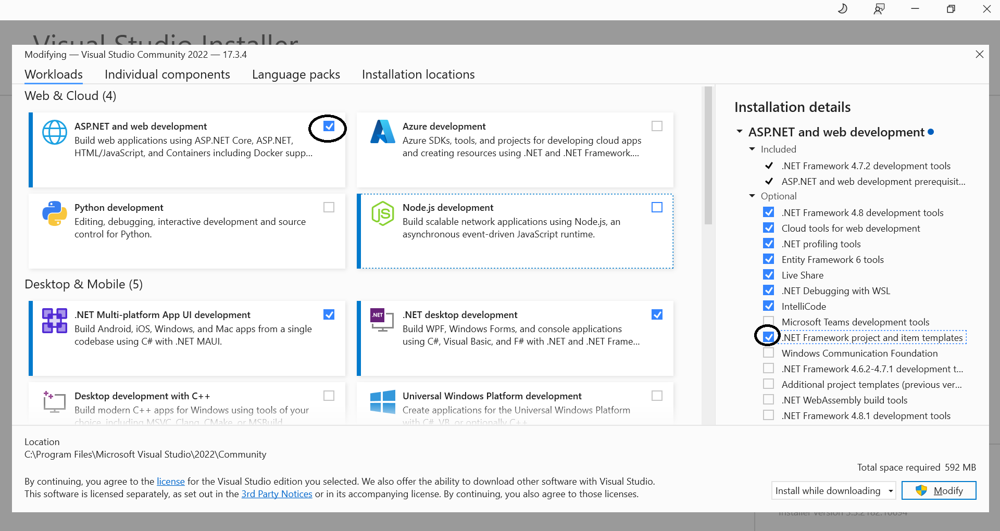 Visual Studio Installer
Modifying — Visual Studio Community 2022 — 17.3.4
Workloads
Individual components
Language packs
Installation locations
Web & Cloud (4)
ASP.NET and web development
Build web applications using ASP.NET Core, ASP.NET,
HTML/JavaScript, and Containers including Docker supp...
Azure development
Azure SDKs, tools, and projects for developing cloud apps
and creating resources using .NET and .NET Framework....
Python development
Editing, debugging, interactive development and source
control for Python.
JS
Node.js development
Build scalable network applications using Node.js, an
asynchronous event-driven JavaScript runtime.
Desktop & Mobile (5)
.NET Multi-platform App UI development
Build Android, iOS, Windows, and Mac apps from a single
codebase using C# with .NET MAUI.
.NET
.NET desktop development
Build WPF, Windows Forms, and console applications
using C#, Visual Basic, and F# with .NET and .NET Frame...
Desktop development with C++
Build modern C++ apps for Windows using tools of your
choice, including MSVC, Clang, CMake, or MSBuild.
Universal Windows Platform development
Create applications for the Universal Windows Platform
with C#, VB, or optionally C++.
Installation details
ASP.NET and web development
Included
.NET Framework 4.7.2 development tools
ASP.NET and web development prerequisit...
Optional
.NET Framework 4.8 development tools
Cloud tools for web development
.NET profiling tools
Entity Framework 6 tools
Live Share
.NET Debugging with WSL
IntelliCode
Microsoft Teams development tools
.NET Framework project and item templates
Windows Communication Foundation
.NET Framework 4.6.2-4.7.1 development t...
Additional project templates (previous ver...
.NET WebAssembly build tools
.NET Framework 4.8.1 development tools
Location
C:\Program Files\Microsoft Visual Studio\2022\Community
By continuing, you agree to the license for the Visual Studio edition you selected. We also offer the ability to download other software with Visual Studio.
This software is licensed separately, as set out in the 3rd Party Notices or in its accompanying license. By continuing, you also agree to those licenses.
Total space required 592 MB
Install while downloading
Modify
Installer version